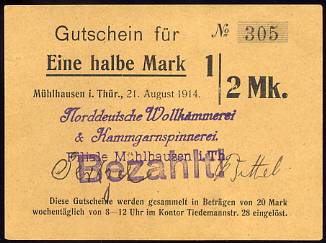 Gutschein für № 305
Eine halbe Mark 1/2 Mk.
Mühlhausen i. Thür., 21. August 1914.
Norddeutsche Wollkämmerei
& Kammgarnspinnerei.
Filiale Mühlhausen i. Th.
Bezahlt!
Tittel
Diese Gutscheine werden gesammelt in Beträgen von 20 Mark
wochentäglich von 8—12 Uhr im Kontor Tiedemannstr. 28 eingelöst.